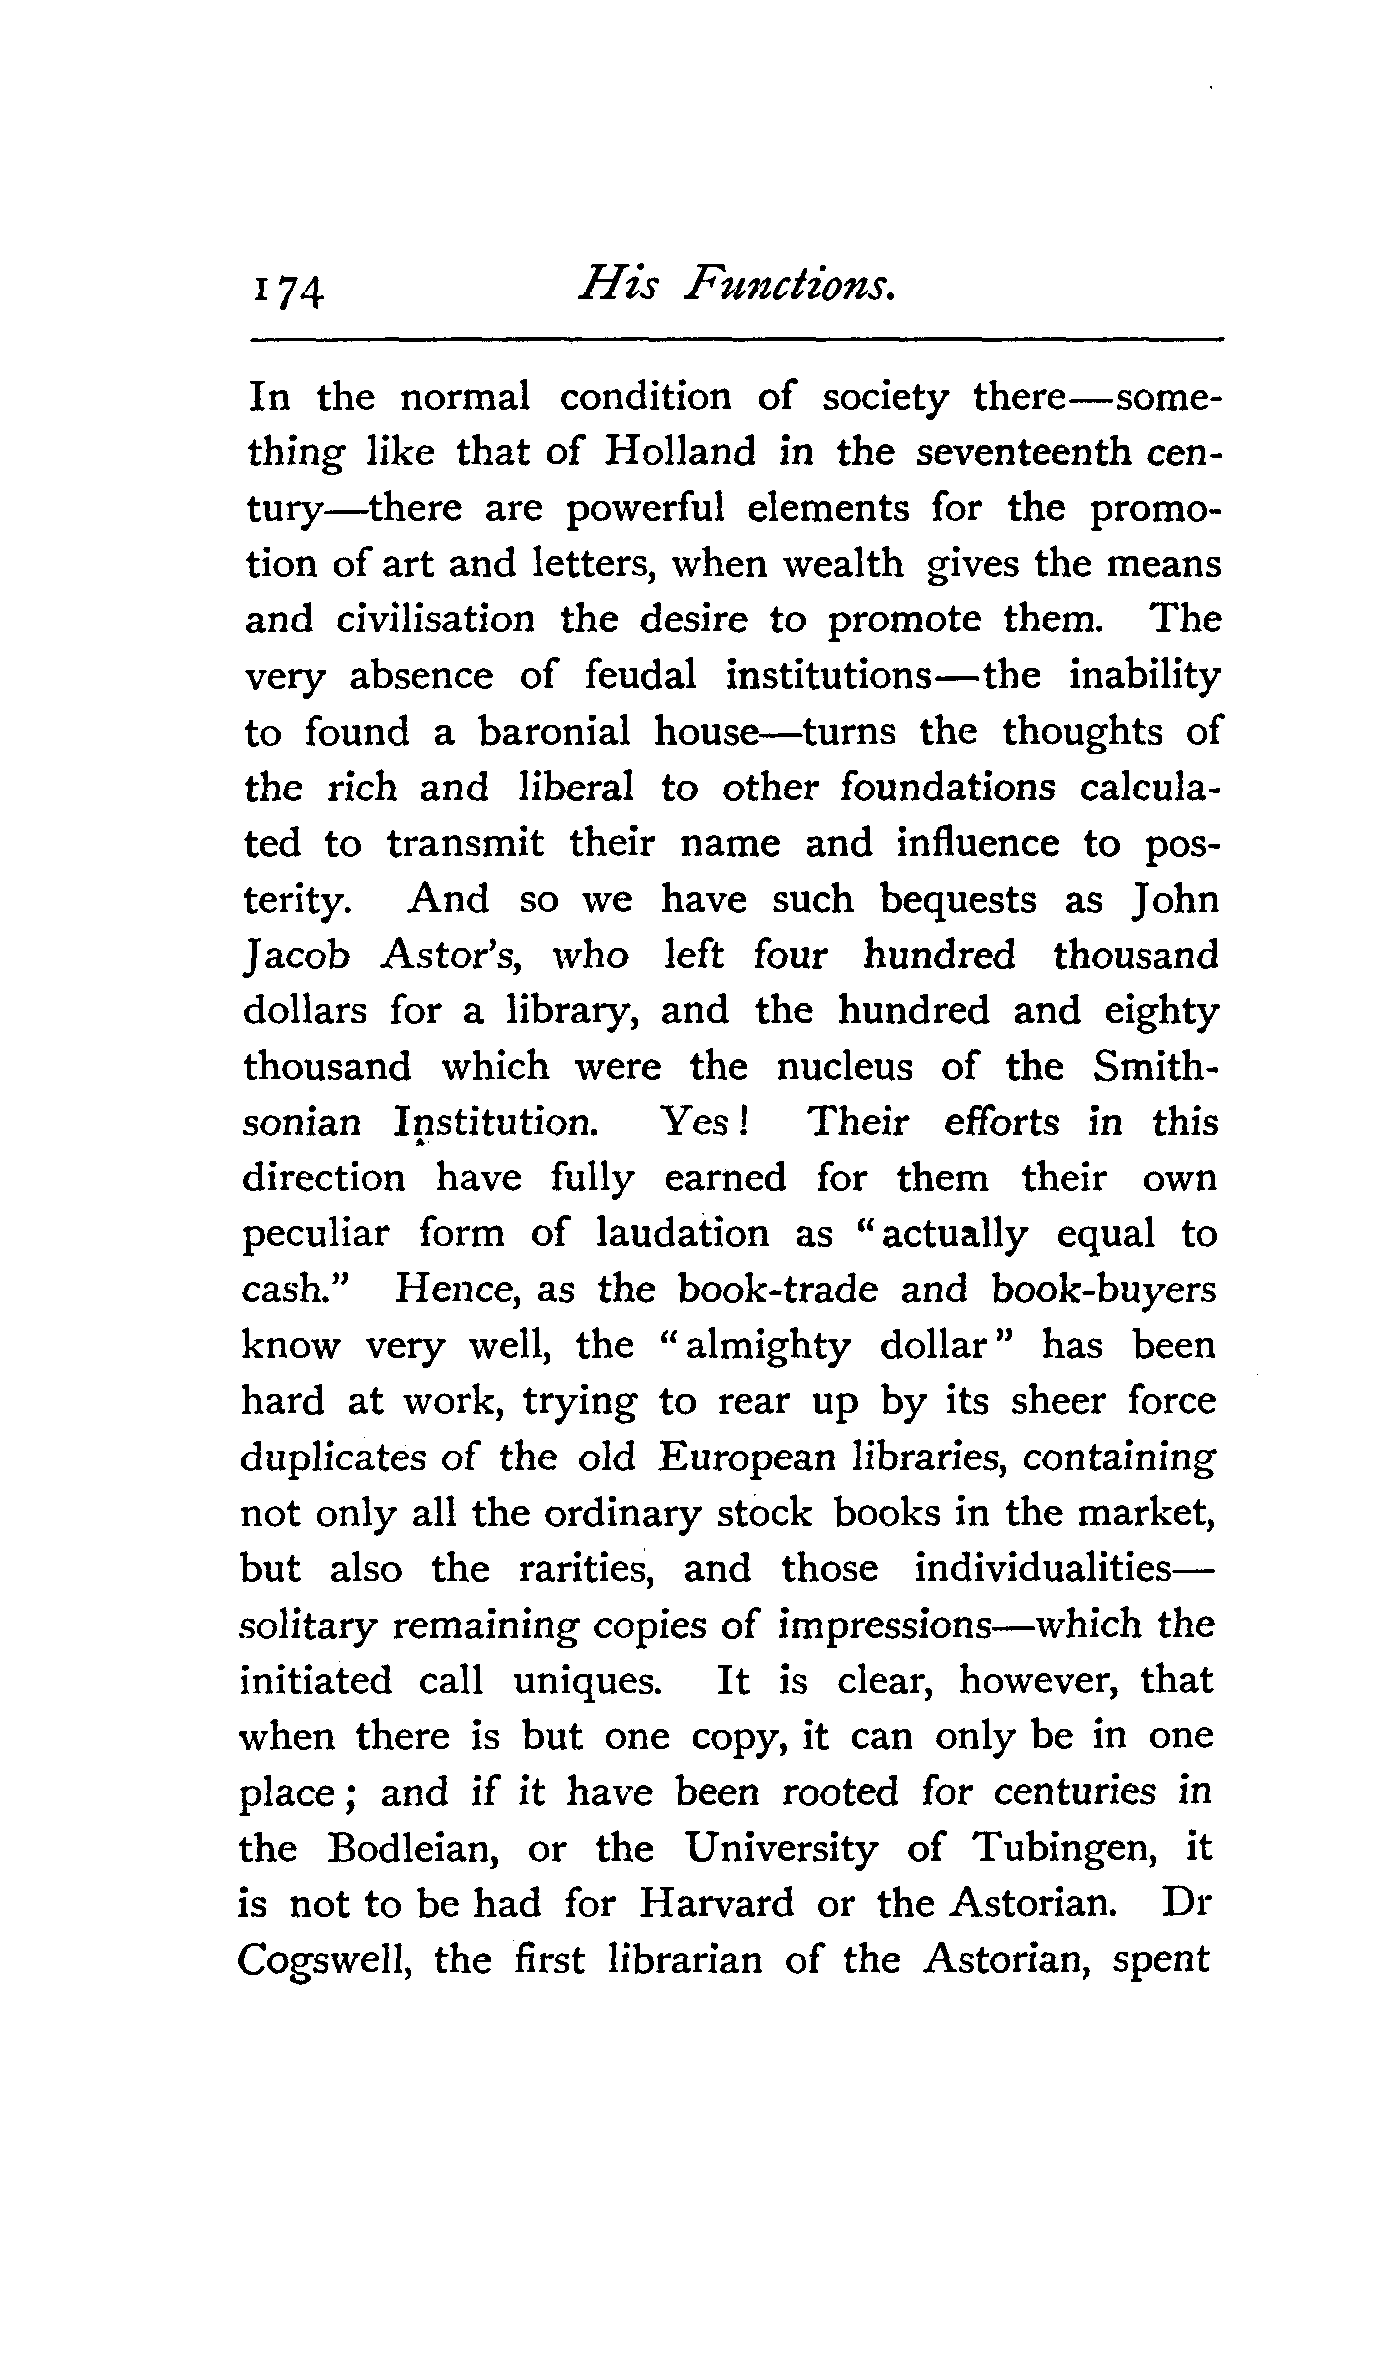 174 His Functions.
In the normal condition of society there—some-
thing like that of Holland in the seventeenth cen-
tury—there are powerful elements for the promo-
tion of art and letters, when wealth gives the means
and civilisation the desire to promote them. The
very absence of feudal institutions—the inability
to found a baronial house—turns the thoughts of
the rich and liberal to other foundations calcula-
ted to transmit their name and influence to pos-
terity. And so we have such bequests as John
Jacob Astor's, who left four hundred thousand
dollars for a library, and the hundred and eighty
thousand which were the nucleus of the Smith-
sonian Institution. Yes! Their efforts in this
direction have fully earned for them their own
peculiar form of laudation as “actually equal to
cash.” Hence, as the book-trade and book-buyers
know very well, the “almighty dollar” has been
hard at work, trying to rear up by its sheer force
duplicates of the old European libraries, containing
not only all the ordinary stock books in the market,
but also the rarities, and those individualities—
solitary remaining copies of impressions—which the
initiated call uniques. It is clear, however, that
when there is but one copy, it can only be in one
place; and if it have been rooted for centuries in
the Bodleian, or the University of Tubingen, it
is not to be had for Harvard or the Astorian. Dr
Cogswell, the first librarian of the Astorian, spent